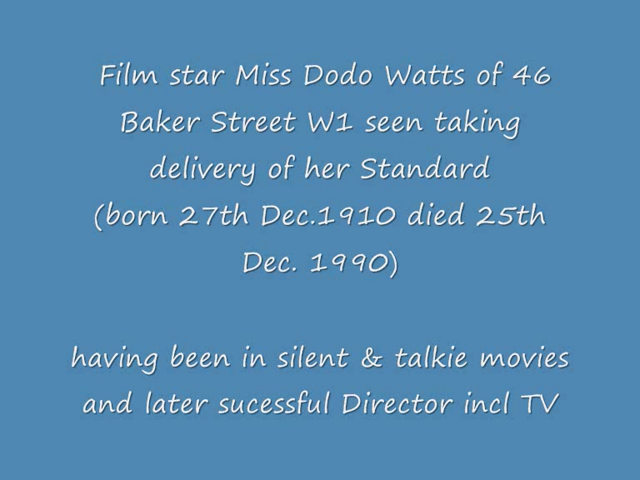 Film star Miss Dodo Watts of 46
Baker Street W1 seen taking
delivery of her Standard
(born 27th Dec.1910 died 25th
Dec. 1990)
having been in silent & talkie movies
and later sucessful Director incl TV